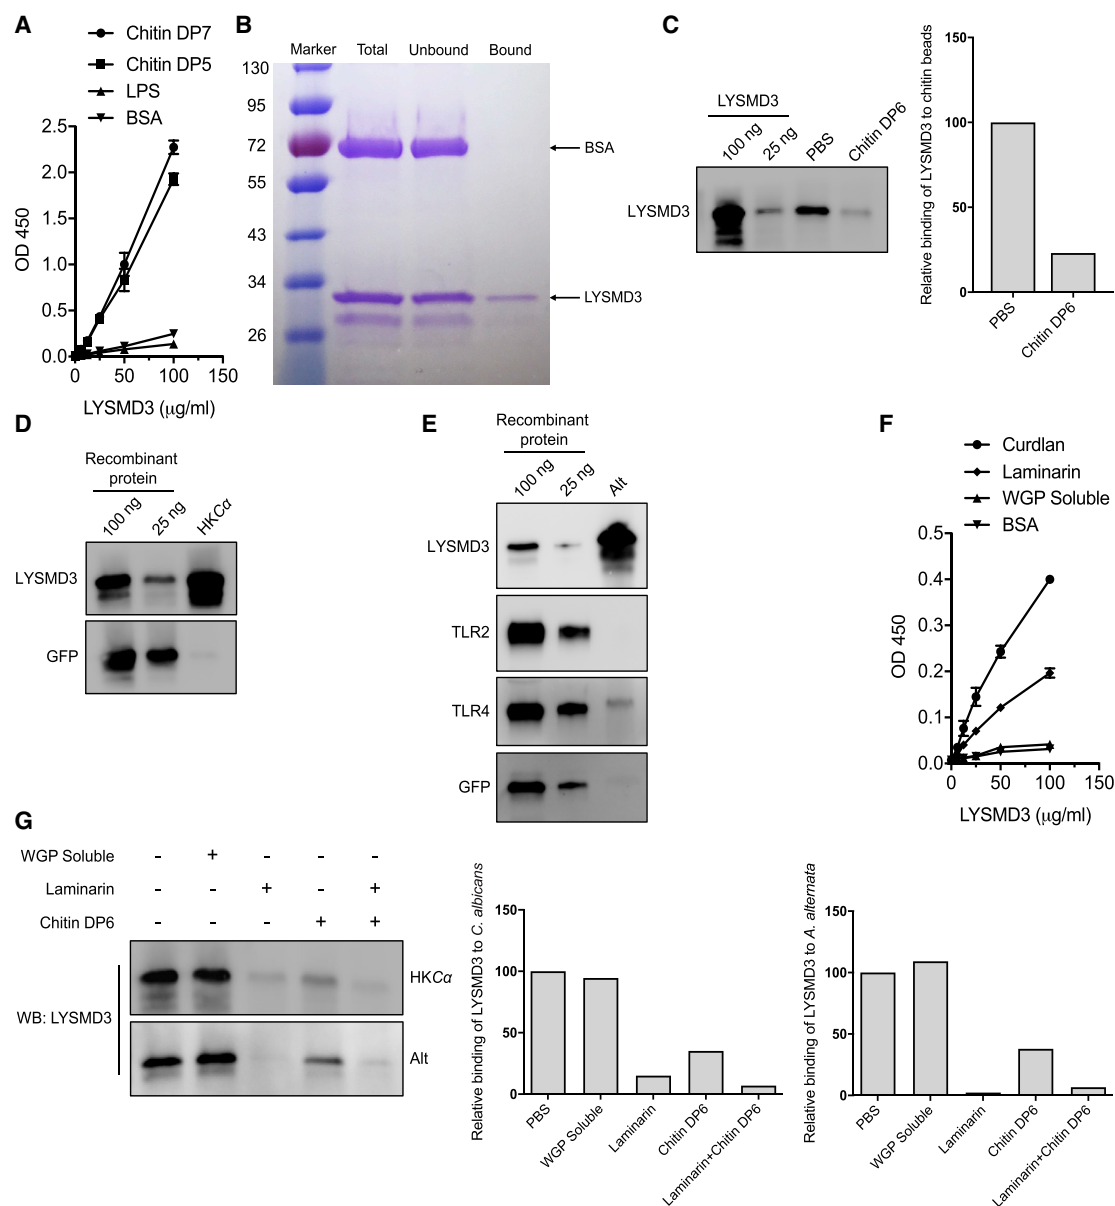 A
Chitin DP7
Chitin DP5
LPS
BSA
2.5
2.0
1.5
1.0
0.5
0.0
0
50
100
150
OD 450
LYSMD3 (μg/ml)
B
Marker
Total
Unbound
Bound
130
95
72
55
43
34
26
BSA
LYSMD3
C
LYSMD3
100 ng
25 ng
PBS
Chitin DP6
LYSMD3
Relative binding of LYSMD3 to chitin beads
150
100
50
0
PBS
Chitin DP6
D
Recombinant
protein
100 ng
25 ng
HKCα
LYSMD3
GFP
E
Recombinant
protein
100 ng
25 ng
Alt
LYSMD3
TLR2
TLR4
GFP
F
Curdlan
Laminarin
WGP Soluble
BSA
0.5
0.4
0.3
0.2
0.1
0.0
0
50
100
150
OD 450
LYSMD3 (μg/ml)
G
WGP Soluble - + - - -
Laminarin - - + - +
Chitin DP6 - - - + +
HKCα
WB: LYSMD3
Alt
Relative binding of LYSMD3 to C. albicans
150
100
50
0
PBS
WGP Soluble
Laminarin
Chitin DP6
Laminarin+Chitin DP6
Relative binding of LYSMD3 to A. alternata
150
100
50
0
PBS
WGP Soluble
Laminarin
Chitin DP6
Laminarin+Chitin DP6